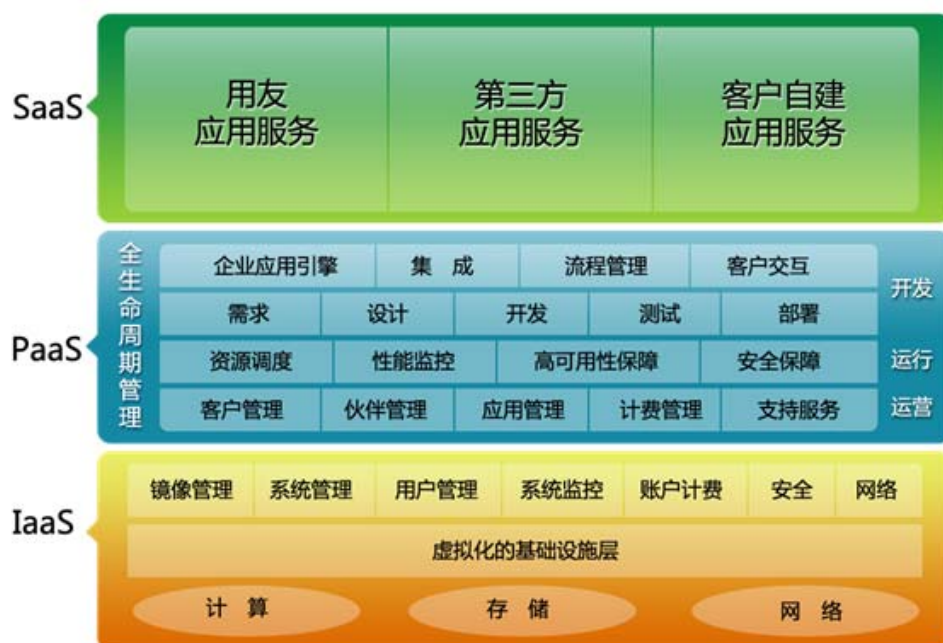 SaaS
用友
应用服务
第三方
应用服务
客户自建
应用服务
PaaS
全生命周期管理
企业应用引擎 集 成 流程管理 客户交互
需求 设计 开发 测试 部署
开发
资源调度 性能监控 高可用性保障 安全保障
运行
客户管理 伙伴管理 应用管理 计费管理 支持服务
运营
IaaS
镜像管理 系统管理 用户管理 系统监控 账户计费 安全 网络
虚拟化的基础设施层
计 算 存 储 网 络